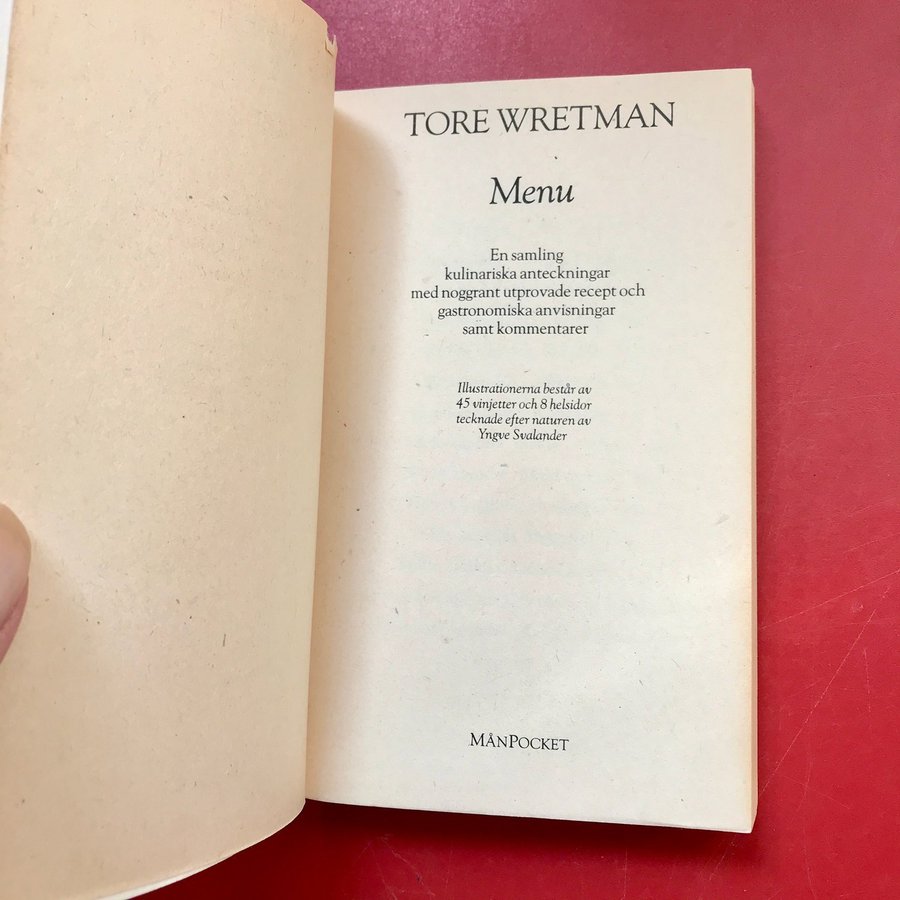 TORE WRETMAN
Menu
En samling
kulinariska anteckningar
med noggrant utprovade recept och
gastronomiska anvisningar
samt kommentarer
Illustrationerna består av
45 vinjetter och 8 helsidor
tecknade efter naturen av
Yngve Svalander
MÅNPOCKET